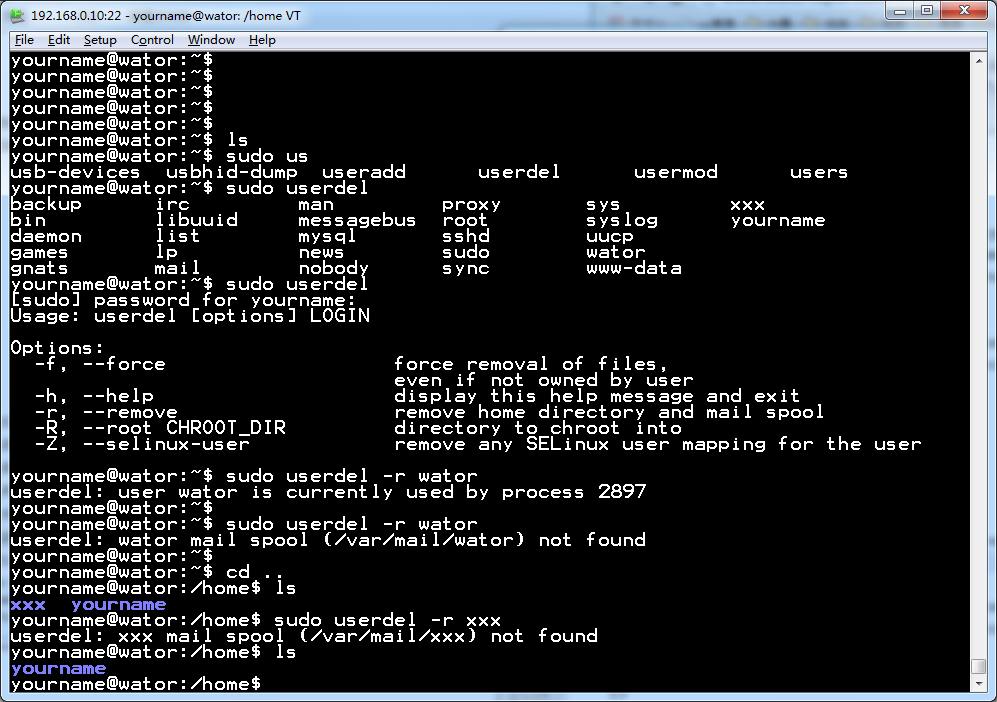 192.168.0.10:22 - yourname@wator: /home VT
File Edit Setup Control Window Help
yourname@wator:~$
yourname@wator:~$
yourname@wator:~$
yourname@wator:~$
yourname@wator:~$
yourname@wator:~$ ls
yourname@wator:~$ sudo us
usb-devices usbhid-dump useradd userdel usermod users
yourname@wator:~$ sudo userdel
backup irc man proxy sys xxx
bin libuuid messagebus root syslog yourname
daemon list mysql sshd uucp
games lp news sudo wator
gnats mail nobody sync www-data
yourname@wator:~$ sudo userdel
[sudo] password for yourname:
Usage: userdel [options] LOGIN
Options:
-f, --force force removal of files,
even if not owned by user
-h, --help display this help message and exit
-r, --remove remove home directory and mail spool
-R, --root CHROOT_DIR directory to chroot into
-Z, --selinux-user remove any SELinux user mapping for the user
yourname@wator:~$ sudo userdel -r wator
userdel: user wator is currently used by process 2897
yourname@wator:~$
yourname@wator:~$ sudo userdel -r wator
userdel: wator mail spool (/var/mail/wator) not found
yourname@wator:~$
yourname@wator:~$ cd ..
yourname@wator:/home$ ls
xxx yourname
yourname@wator:/home$ sudo userdel -r xxx
userdel: xxx mail spool (/var/mail/xxx) not found
yourname@wator:/home$ ls
yourname
yourname@wator:/home$